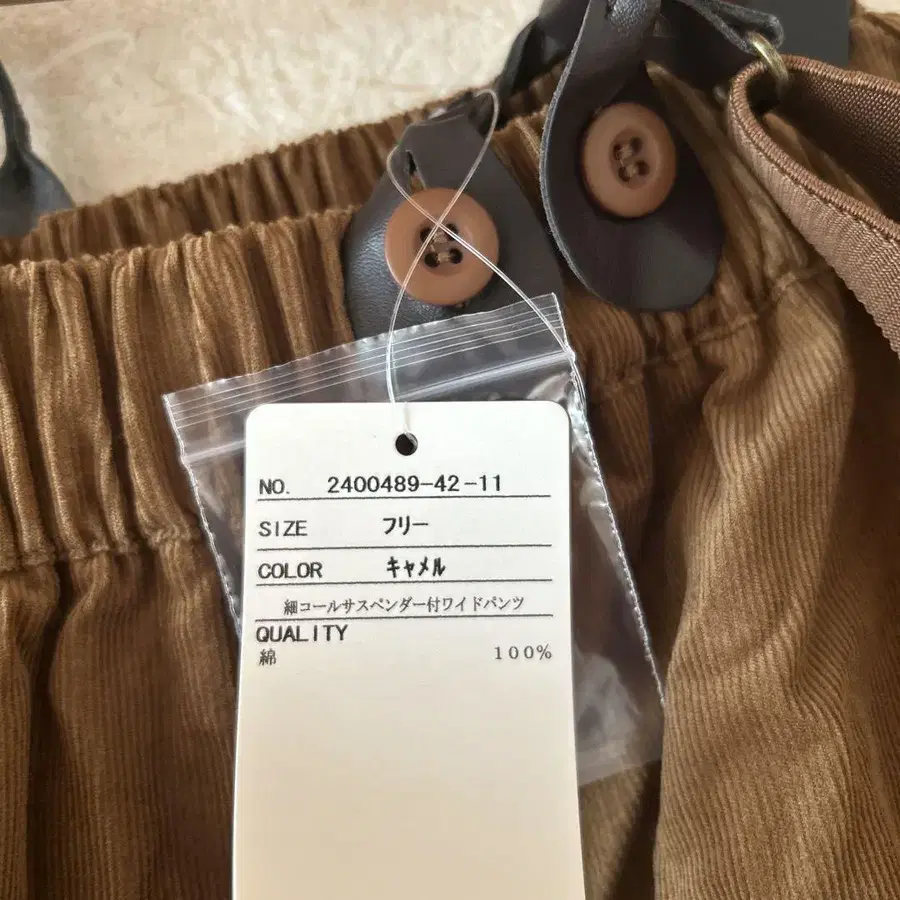 NO. 2400489-42-11
SIZE フリー
COLOR キャメル
細コールサスペンダー付ワイドパンツ
QUALITY
綿 100%